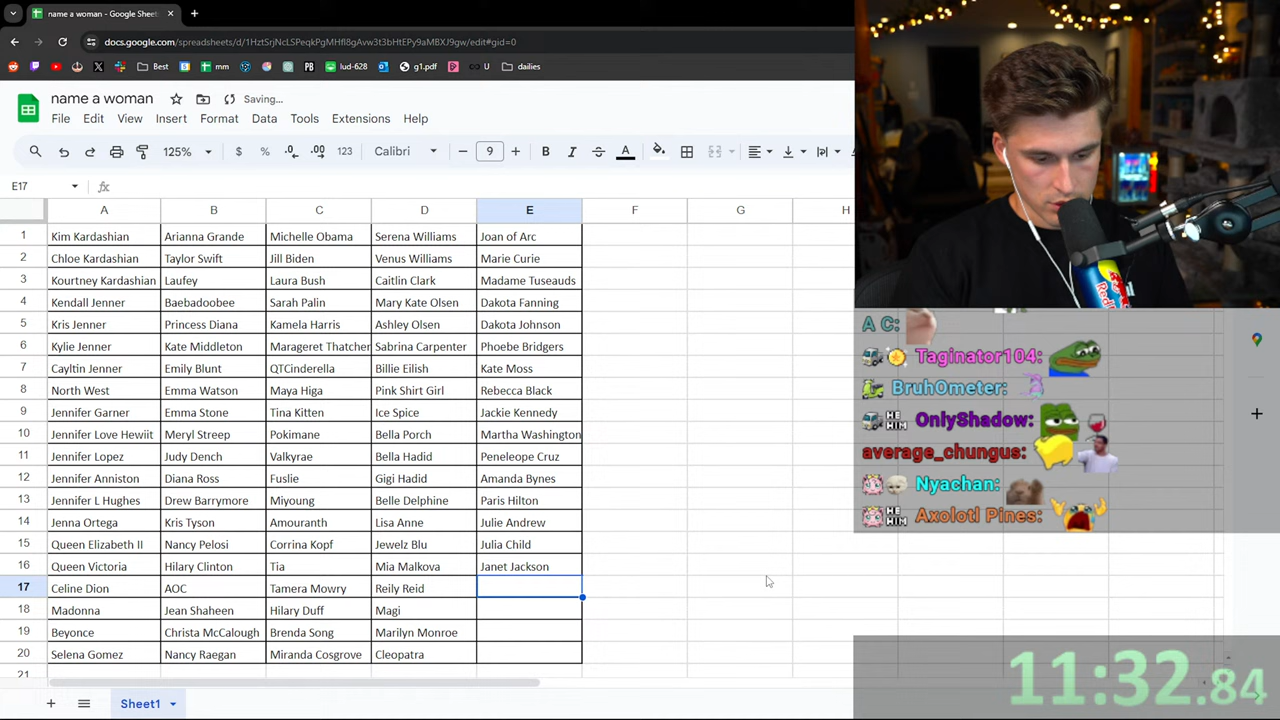 name a woman - Google Sheet
docs.google.com/spreadsheets/d/1HztSrjNcLSPeqkPgMHfl8gAvw3t3bHtEPy9aMBXJ9gw/edit#gid=0
Best mm PB lud-628 g1.pdf U dailies
name a woman Saving...
File Edit View Insert Format Data Tools Extensions Help
125% $ % .0 .00 123 Calibri 9 B I S A
E17 fx
A B C D E F G H
1 Kim Kardashian Arianna Grande Michelle Obama Serena Williams Joan of Arc
2 Chloe Kardashian Taylor Swift Jill Biden Venus Williams Marie Curie
3 Kourtney Kardashian Laufey Laura Bush Caitlin Clark Madame Tuseauds
4 Kendall Jenner Baebadoobee Sarah Palin Mary Kate Olsen Dakota Fanning
5 Kris Jenner Princess Diana Kamela Harris Ashley Olsen Dakota Johnson
6 Kylie Jenner Kate Middleton Marageret Thatcher Sabrina Carpenter Phoebe Bridgers
7 Cayltin Jenner Emily Blunt QTCinderella Billie Eilish Kate Moss
8 North West Emma Watson Maya Higa Pink Shirt Girl Rebecca Black
9 Jennifer Garner Emma Stone Tina Kitten Ice Spice Jackie Kennedy
10 Jennifer Love Hewiit Meryl Streep Pokimane Bella Porch Martha Washington
11 Jennifer Lopez Judy Dench Valkyrae Bella Hadid Peneleope Cruz
12 Jennifer Anniston Diana Ross Fuslie Gigi Hadid Amanda Bynes
13 Jennifer L Hughes Drew Barrymore Miyoung Belle Delphine Paris Hilton
14 Jenna Ortega Kris Tyson Amouranth Lisa Anne Julie Andrew
15 Queen Elizabeth II Nancy Pelosi Corrina Kopf Jewelz Blu Julia Child
16 Queen Victoria Hilary Clinton Tia Mia Malkova Janet Jackson
17 Celine Dion AOC Tamera Mowry Reily Reid
18 Madonna Jean Shaheen Hilary Duff Magi
19 Beyonce Christa McCalough Brenda Song Marilyn Monroe
20 Selena Gomez Nancy Raegan Miranda Cosgrove Cleopatra
21
Sheet1
A C:
Taginator104:
BruhOmeter:
HE HIM OnlyShadow:
average_chungus:
Nyachan:
HE HIM Axolotl Pines:
11:32.84